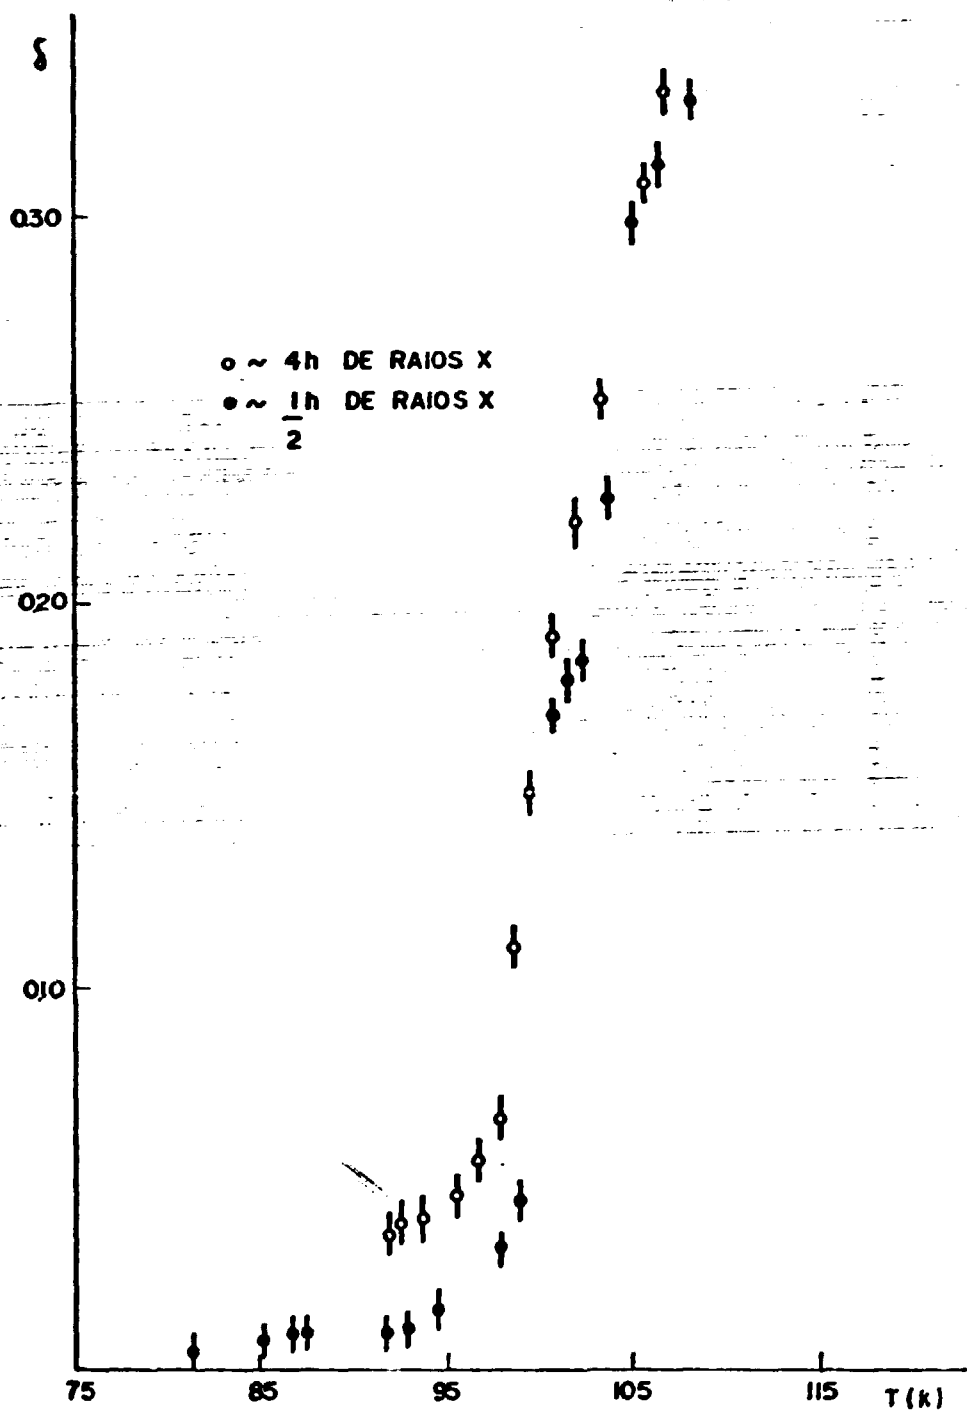 δ
0.30
o ~ 4h DE RAIOS X
● ~ 1h DE RAIOS X
2
0.20
0.10
75 85 95 105 115 T(k)